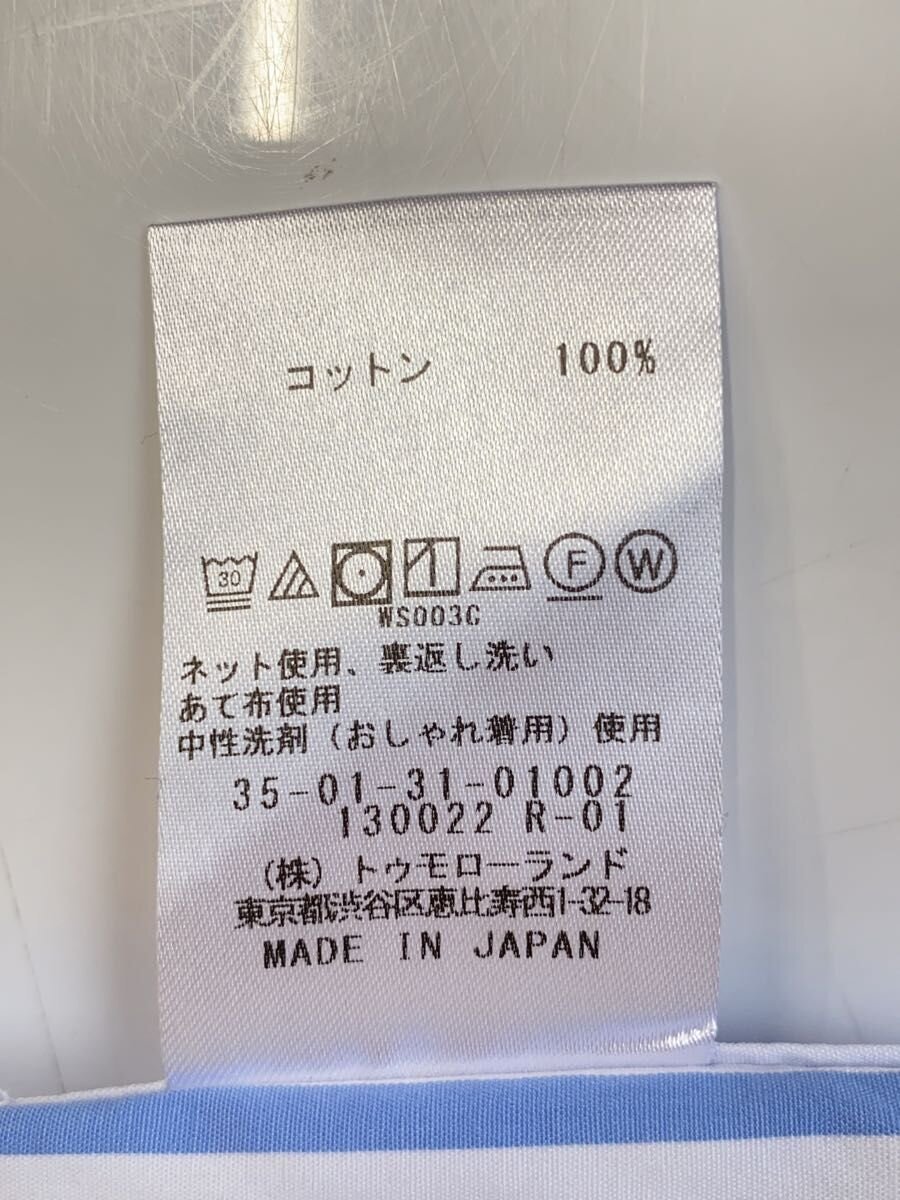 コットン 100%
30 F W
WS003C
ネット使用、裏返し洗い
あて布使用
中性洗剤（おしゃれ着用）使用
35-01-31-01002
130022 R-01
（株）トゥモローランド
東京都渋谷区恵比寿西1-32-18
MADE IN JAPAN